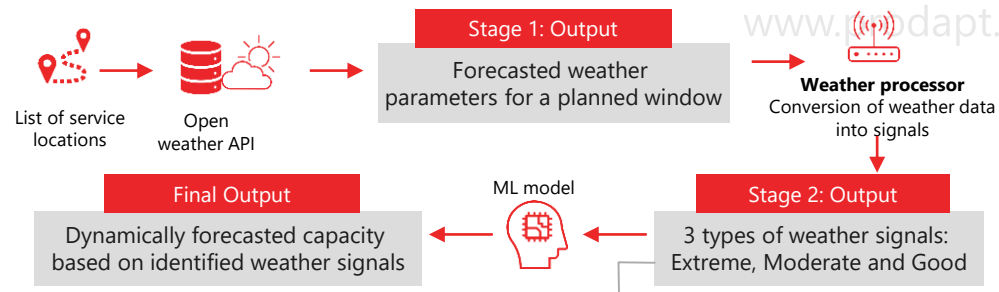 www.prodapt.
Stage 1: Output
Forecasted weather
parameters for a planned window
List of service
locations
Open
weather API
Weather processor
Conversion of weather data
into signals
Stage 2: Output
3 types of weather signals:
Extreme, Moderate and Good
ML model
Final Output
Dynamically forecasted capacity
based on identified weather signals